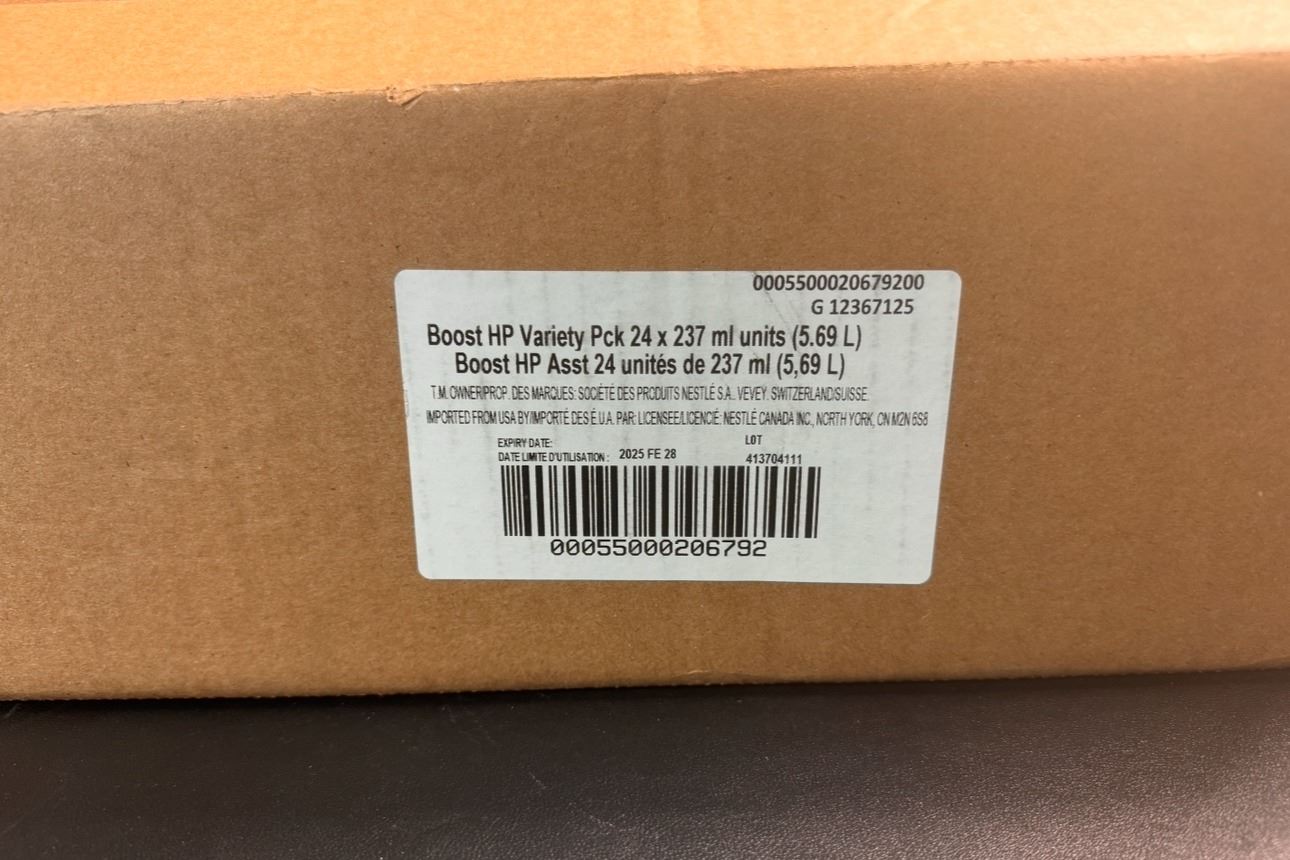 0005500020679200
G 12367125
Boost HP Variety Pck 24 x 237 ml units (5.69 L)
Boost HP Asst 24 unités de 237 ml (5,69 L)
T.M. OWNER/PROP. DES MARQUES: SOCIÉTÉ DES PRODUITS NESTLÉ S.A.. VEVEY. SWITZERLAND/SUISSE.
IMPORTED FROM USA BY/IMPORTÉ DES É.U.A. PAR: LICENSEE/LICENCIÉ: NESTLÉ CANADA INC., NORTH YORK, ON M2N 6S8
EXPIRY DATE: LOT
DATE LIMITE D'UTILISATION : 2025 FE 28 413704111
00055000206792